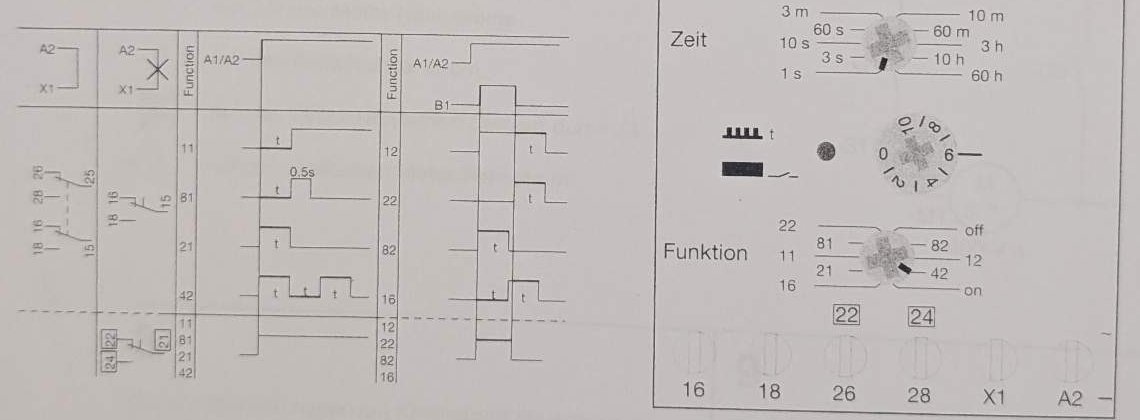 A2
X1
A2
X1
Function
A1/A2
Function
A1/A2
B1
11
t
12
t
26
25
28
16
15
18
16
15
18
81
t
0.5s
22
t
21
t
82
t
42
t t t
16
t t
22
21
24
11
81
21
42
12
22
82
16
3 m
10 m
60 s
60 m
Zeit
10 s
3 h
3 s
10 h
1 s
60 h
t
0
2
4
6
8
10
22
off
81
82
Funktion
11
12
21
42
16
on
22 24
16 18 26 28 X1 A2